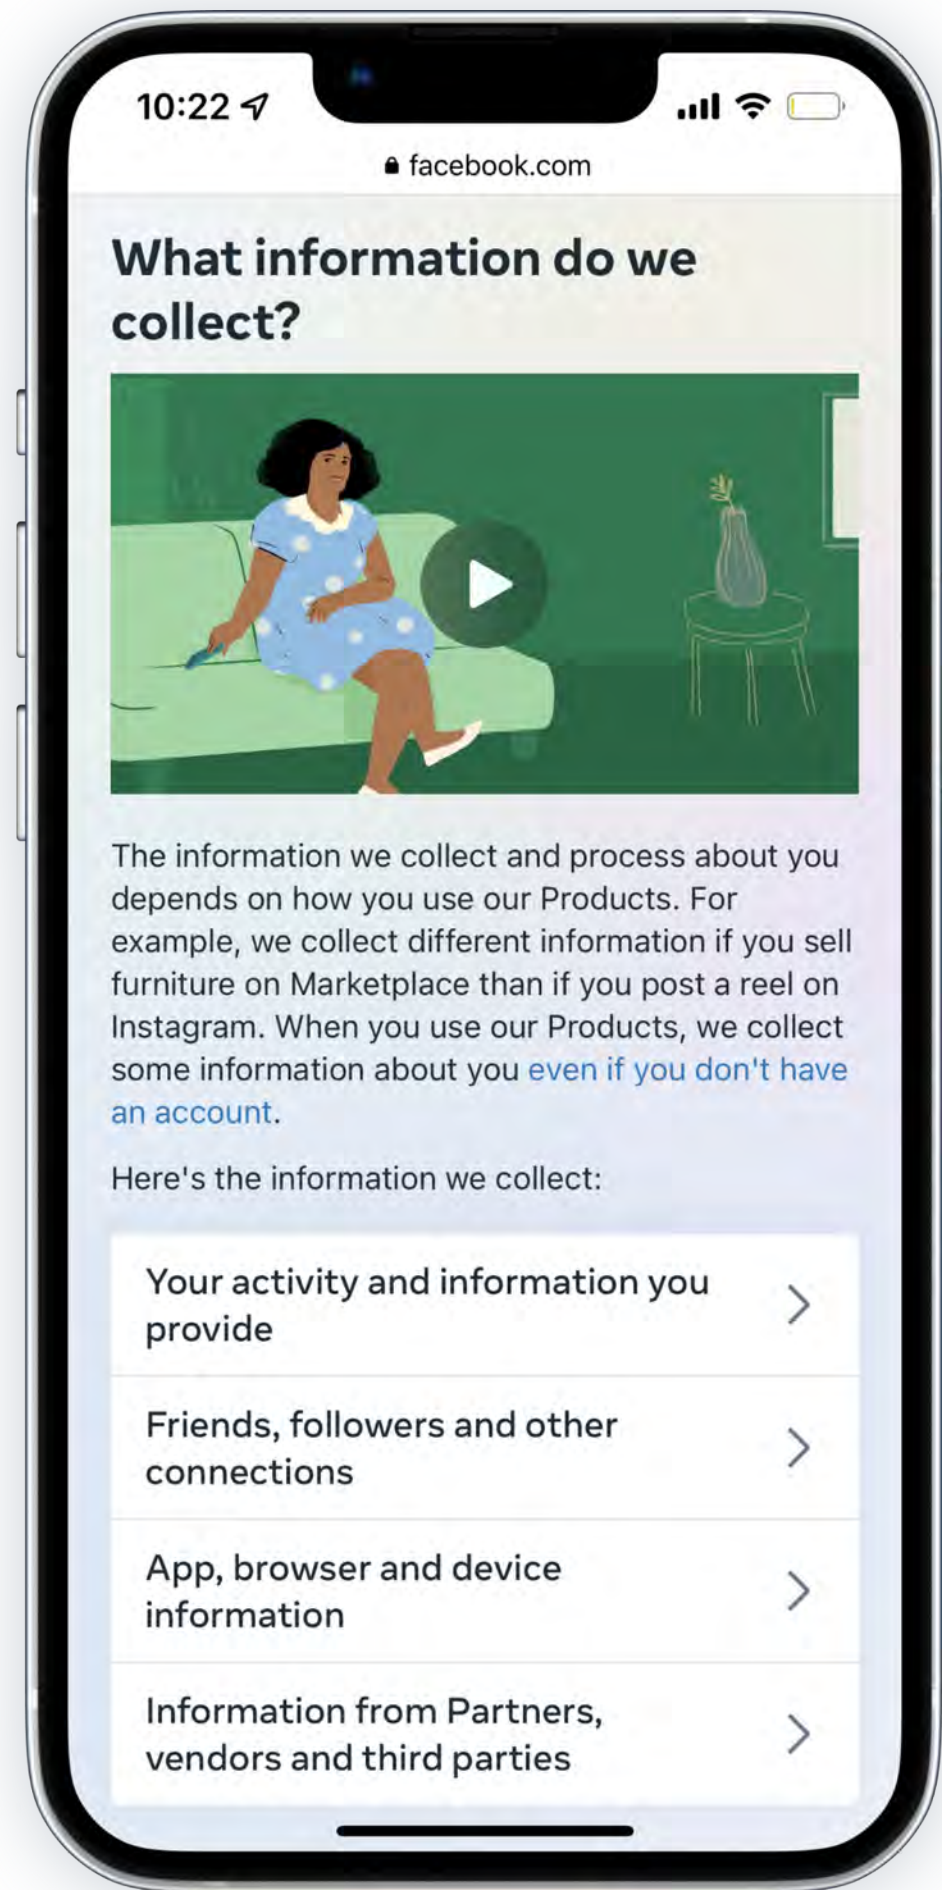 10:22
facebook.com
What information do we
collect?
The information we collect and process about you
depends on how you use our Products. For
example, we collect different information if you sell
furniture on Marketplace than if you post a reel on
Instagram. When you use our Products, we collect
some information about you even if you don't have
an account.
Here's the information we collect:
Your activity and information you
provide
Friends, followers and other
connections
App, browser and device
information
Information from Partners,
vendors and third parties